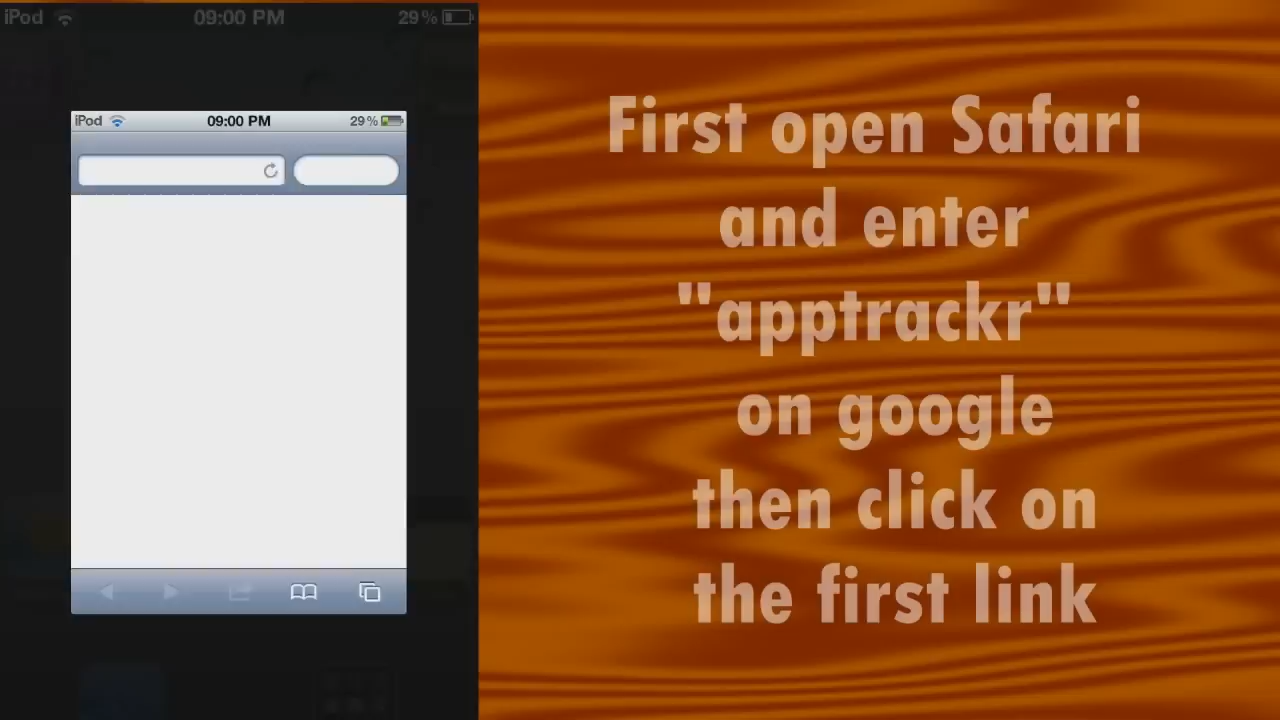 iPod 09:00 PM 29%
iPod 09:00 PM 29%
First open Safari
and enter
"apptrackr"
on google
then click on
the first link